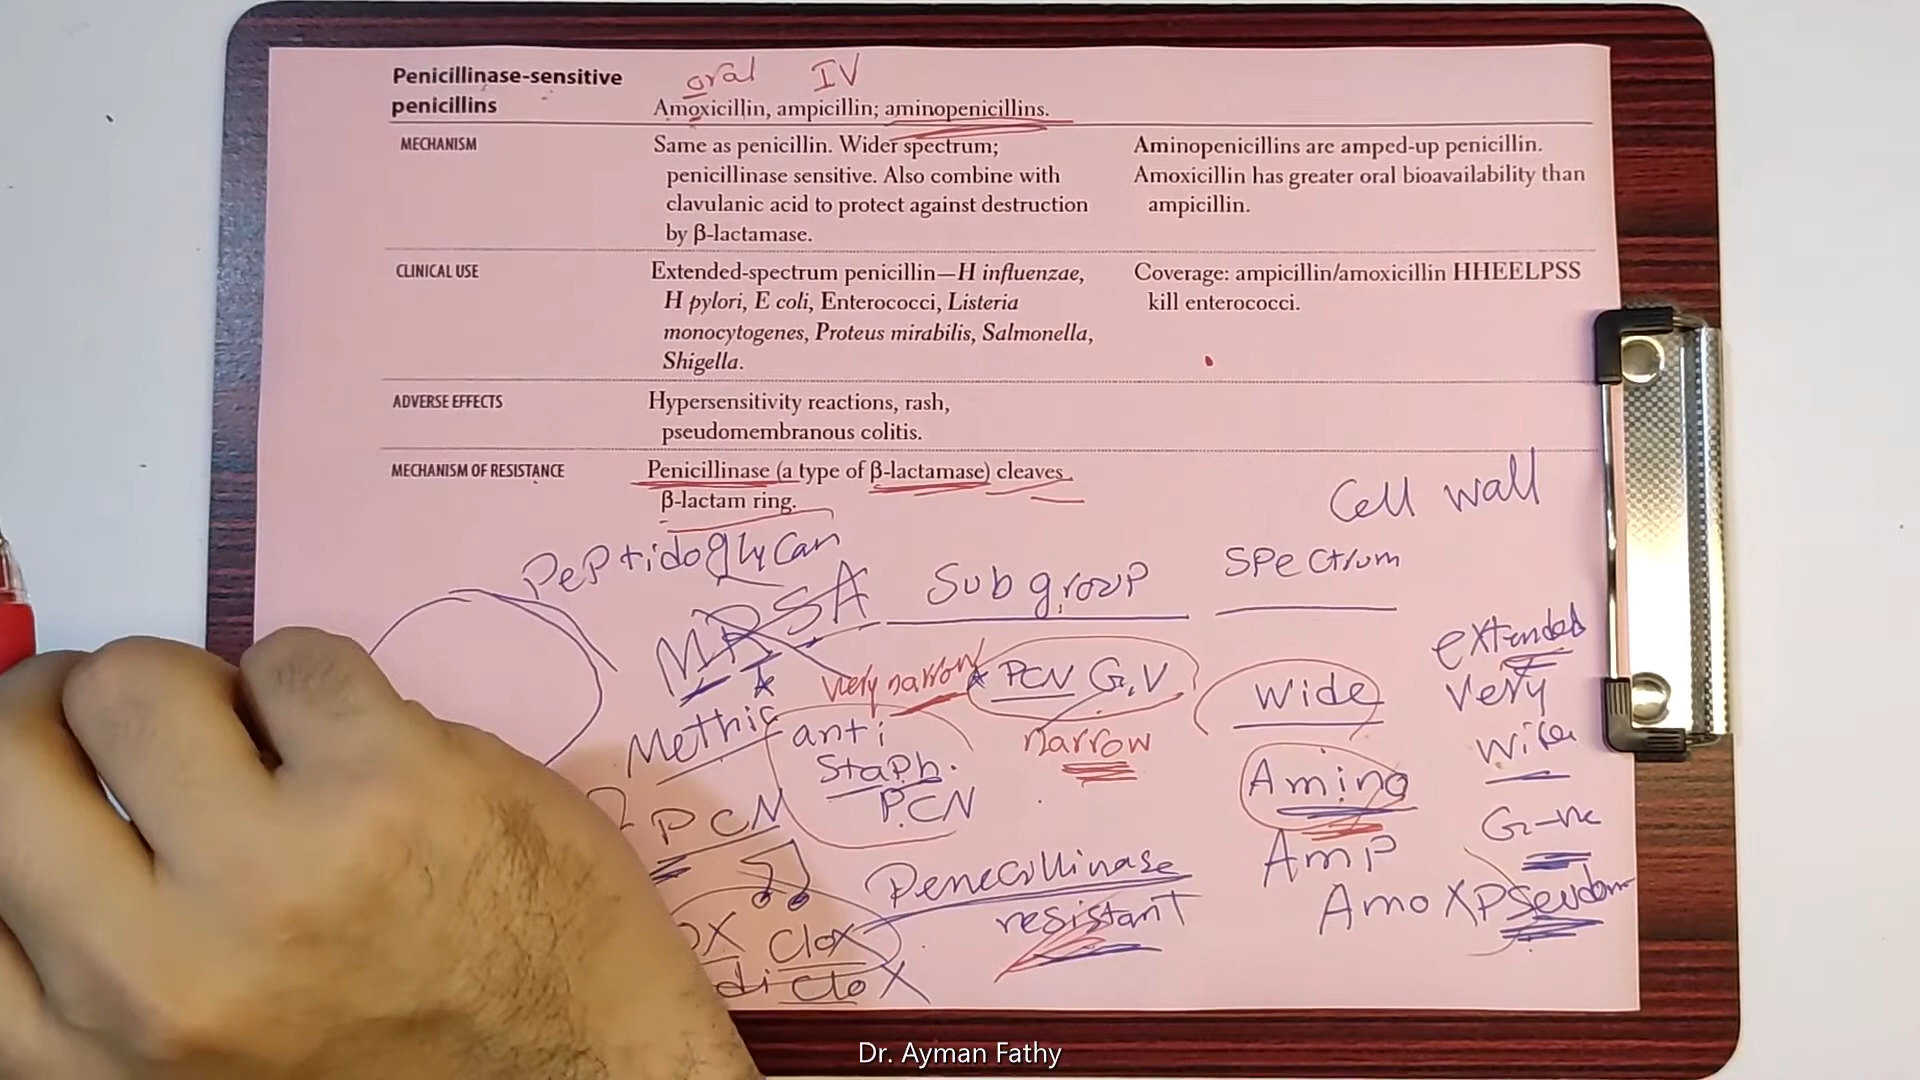 oral IV
Penicillinase-sensitive
penicillins
Amoxicillin, ampicillin; aminopenicillins.
MECHANISM
Same as penicillin. Wider spectrum;
penicillinase sensitive. Also combine with
clavulanic acid to protect against destruction
by β-lactamase.
Aminopenicillins are amped-up penicillin.
Amoxicillin has greater oral bioavailability than
ampicillin.
CLINICAL USE
Extended-spectrum penicillin—H influenzae,
H pylori, E coli, Enterococci, Listeria
monocytogenes, Proteus mirabilis, Salmonella,
Shigella.
Coverage: ampicillin/amoxicillin HHEELPSS
kill enterococci.
ADVERSE EFFECTS
Hypersensitivity reactions, rash,
pseudomembranous colitis.
MECHANISM OF RESISTANCE
Penicillinase (a type of β-lactamase) cleaves
β-lactam ring.
Cell wall
Peptidoglycan
MRSA
Subgroup
Spectrum
Methic
PCN
very narrow
PCN G, V
narrow
anti
Staph.
P.CN
Wide
Amino
Amp
Amox
extended
Very
G-ve
Pseudom
Penecillinase
resistant
OX Clox
diclox
Dr. Ayman Fathy